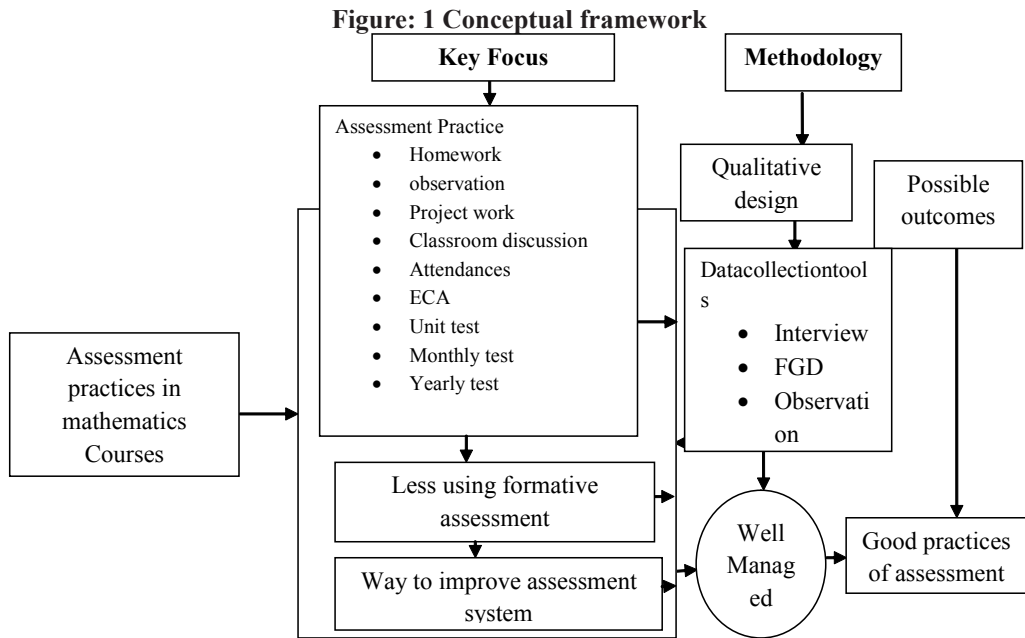 Figure: 1 Conceptual framework
Key Focus
Methodology
Assessment Practice
• Homework
• observation
• Project work
• Classroom discussion
• Attendances
• ECA
• Unit test
• Monthly test
• Yearly test
Qualitative
design
Possible
outcomes
Datacollectiontool
s
• Interview
• FGD
• Observati
on
Assessment
practices in
mathematics
Courses
Less using formative
assessment
Way to improve assessment
system
Well
Manag
ed
Good practices
of assessment